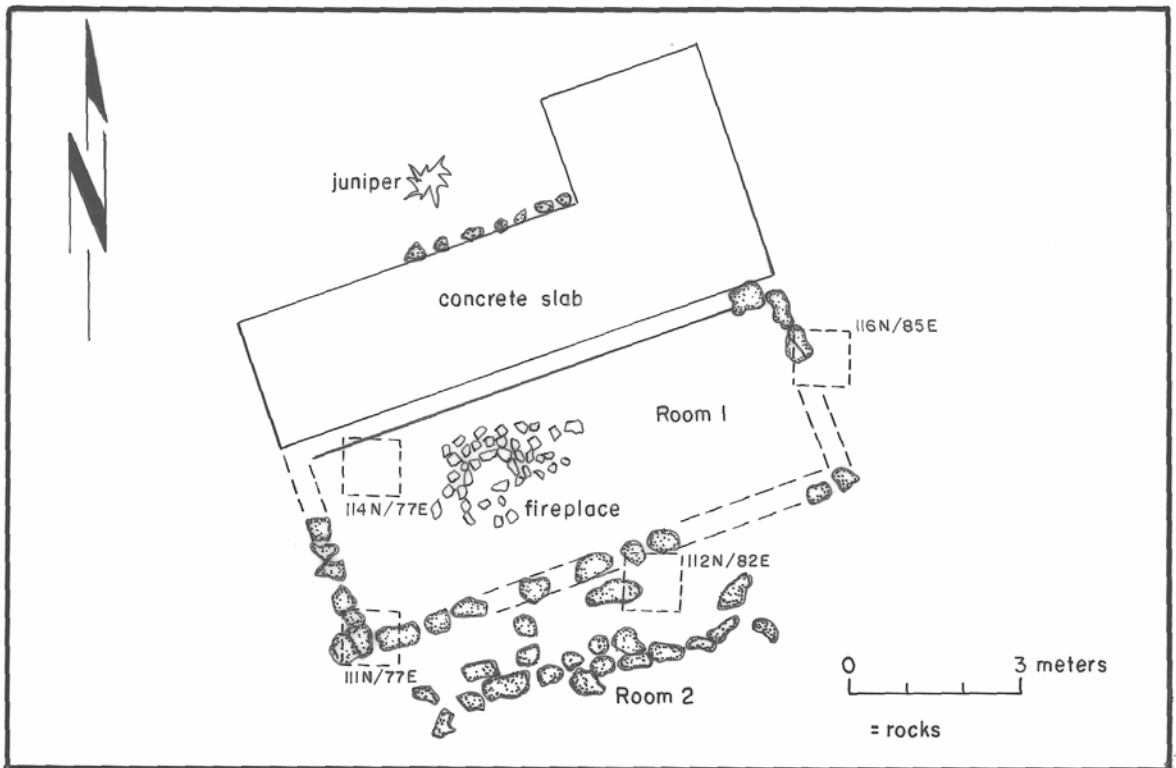 N
juniper
concrete slab
116N/85E
Room 1
114N/77E
fireplace
112N/82E
111N/77E
Room 2
0 3 meters
= rocks